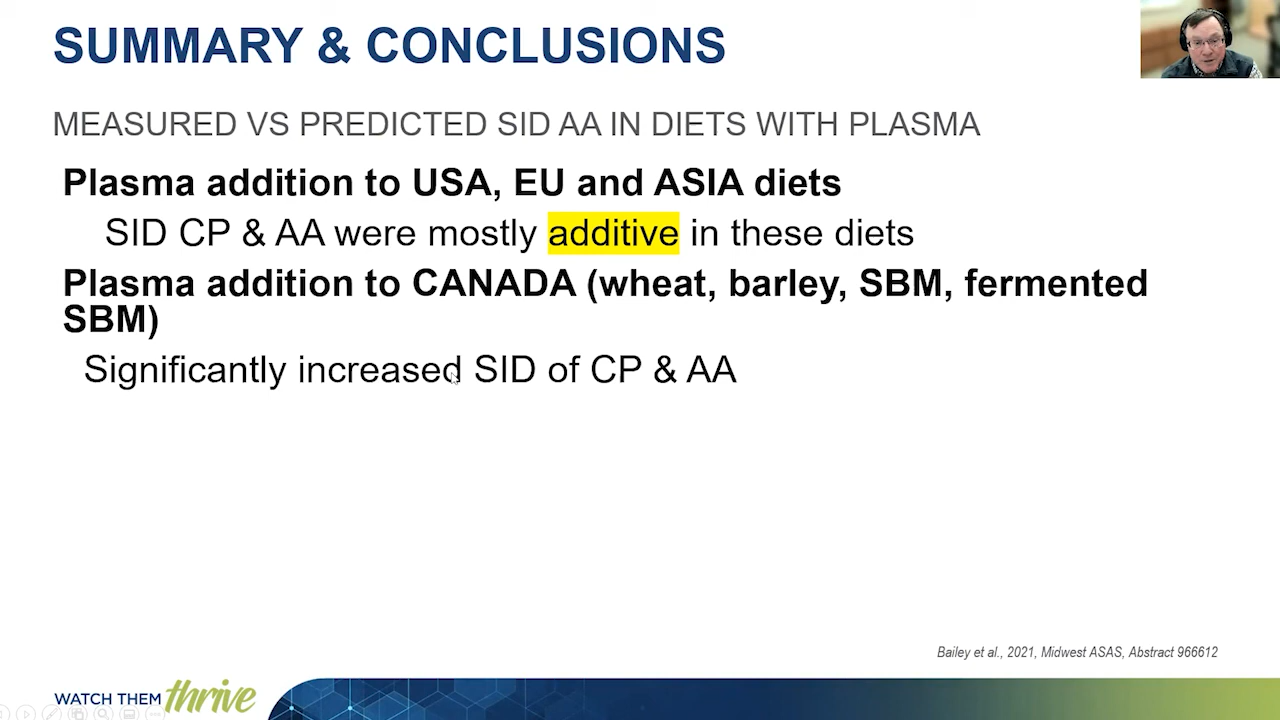 SUMMARY & CONCLUSIONS
MEASURED VS PREDICTED SID AA IN DIETS WITH PLASMA
Plasma addition to USA, EU and ASIA diets
SID CP & AA were mostly additive in these diets
Plasma addition to CANADA (wheat, barley, SBM, fermented
SBM)
Significantly increased SID of CP & AA
Bailey et al., 2021, Midwest ASAS, Abstract 966612
WATCH THEM thrive